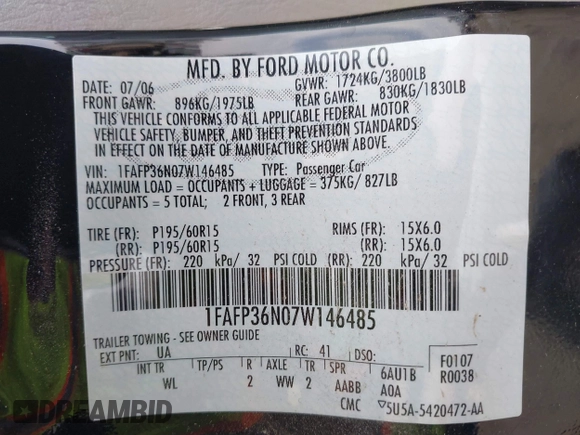 MFD. BY FORD MOTOR CO.
DATE: 07/06 GVWR: 1724KG/3800LB
FRONT GAWR: 896KG/1975LB REAR GAWR: 830KG/1830LB
THIS VEHICLE CONFORMS TO ALL APPLICABLE FEDERAL MOTOR
VEHICLE SAFETY, BUMPER, AND THEFT PREVENTION STANDARDS
IN EFFECT ON THE DATE OF MANUFACTURE SHOWN ABOVE.
VIN: 1FAFP36N07W146485 TYPE: Passenger Car
MAXIMUM LOAD = OCCUPANTS + LUGGAGE = 375KG/ 827LB
OCCUPANTS = 5 TOTAL; 2 FRONT, 3 REAR
TIRE (FR): P195/60R15 RIMS (FR): 15X6.0
(RR): P195/60R15 (RR): 15X6.0
PRESSURE (FR): 220 kPa/ 32 PSI COLD (RR): 220 kPa/ 32 PSI COLD
1FAFP36N07W146485
TRAILER TOWING - SEE OWNER GUIDE
EXT PNT: UA RC: 41 DSO: F0107
INT TR TP/PS R AXLE TR SPR 6AU1B R0038
WL 2 WW 2 AABB A0A
CMC 5U5A-5420472-AA
DREAMBID